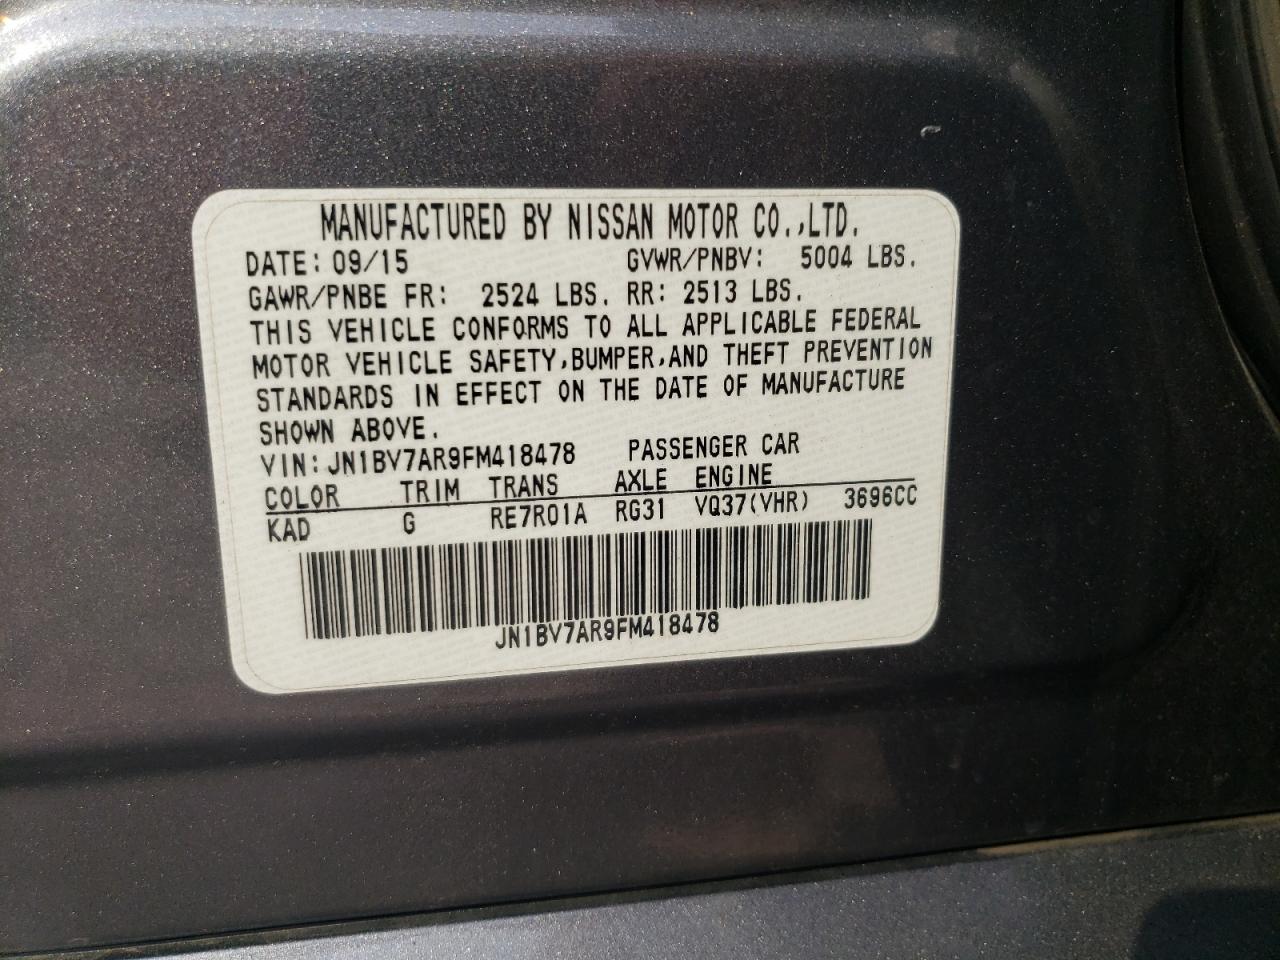 MANUFACTURED BY NISSAN MOTOR CO.,LTD.
DATE: 09/15 GVWR/PNBV: 5004 LBS.
GAWR/PNBE FR: 2524 LBS. RR: 2513 LBS.
THIS VEHICLE CONFORMS TO ALL APPLICABLE FEDERAL
MOTOR VEHICLE SAFETY,BUMPER,AND THEFT PREVENTION
STANDARDS IN EFFECT ON THE DATE OF MANUFACTURE
SHOWN ABOVE.
VIN: JN1BV7AR9FM418478 PASSENGER CAR
COLOR TRIM TRANS AXLE ENGINE
KAD G RE7R01A RG31 VQ37(VHR) 3696CC
JN1BV7AR9FM418478